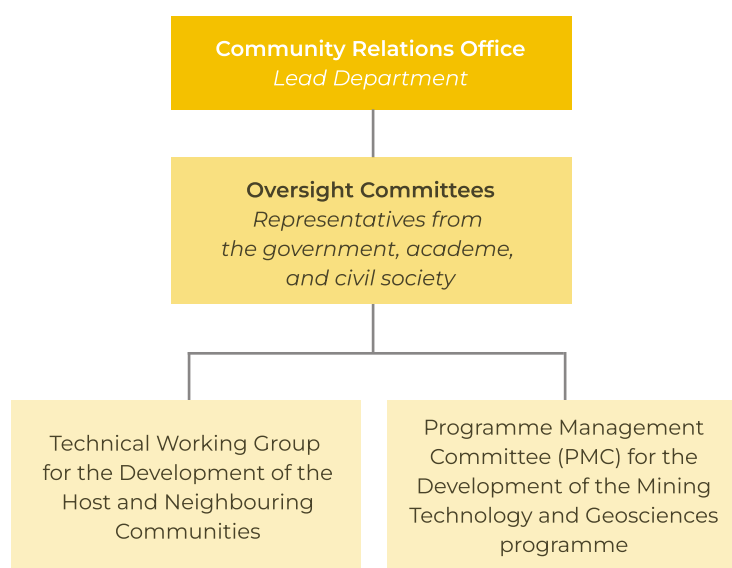 Community Relations Office
Lead Department
Oversight Committees
Representatives from
the government, academe,
and civil society
Technical Working Group
for the Development of the
Host and Neighbouring
Communities
Programme Management
Committee (PMC) for the
Development of the Mining
Technology and Geosciences
programme